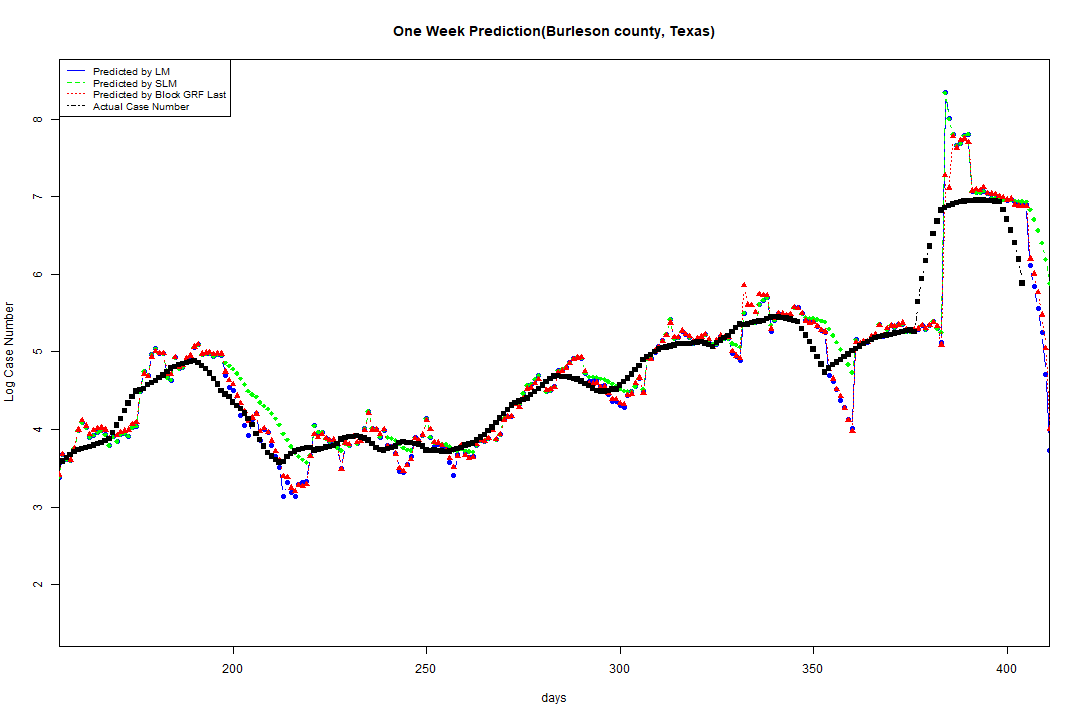 One Week Prediction(Burleson county, Texas)
Predicted by LM
Predicted by SLM
Predicted by Block GRF Last
Actual Case Number
8
7
6
5
4
3
2
Log Case Number
200 250 300 350 400
days